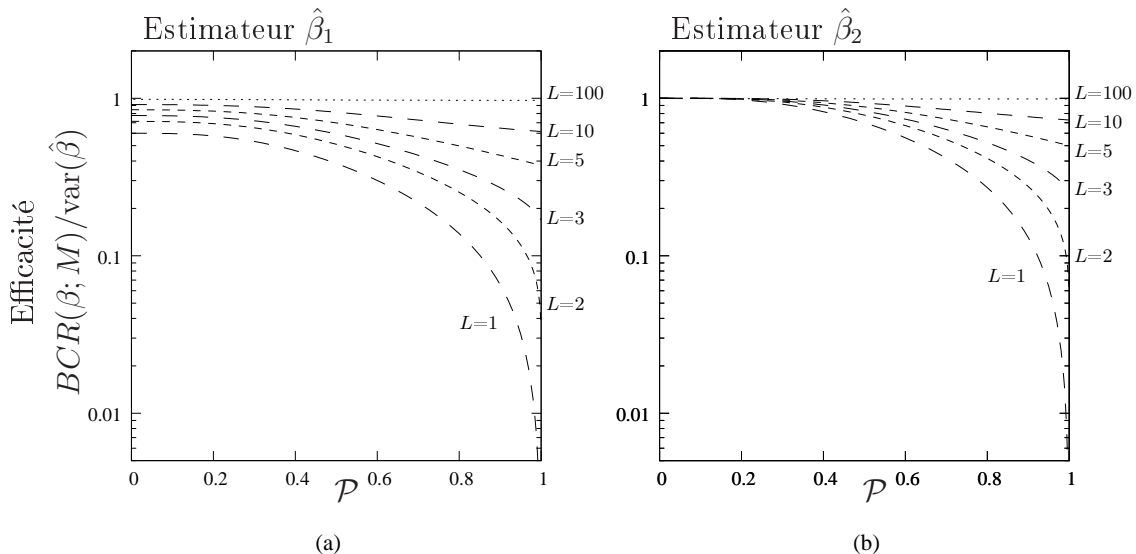 Estimateur β̂₁
Efficacité
BCR(β; M)/var(β̂)
1
0.1
0.01
0 0.2 0.4 0.6 0.8 1
𝒫
L=100
L=10
L=5
L=3
L=2
L=1
(a)
Estimateur β̂₂
1
0.1
0.01
0 0.2 0.4 0.6 0.8 1
𝒫
L=100
L=10
L=5
L=3
L=2
L=1
(b)